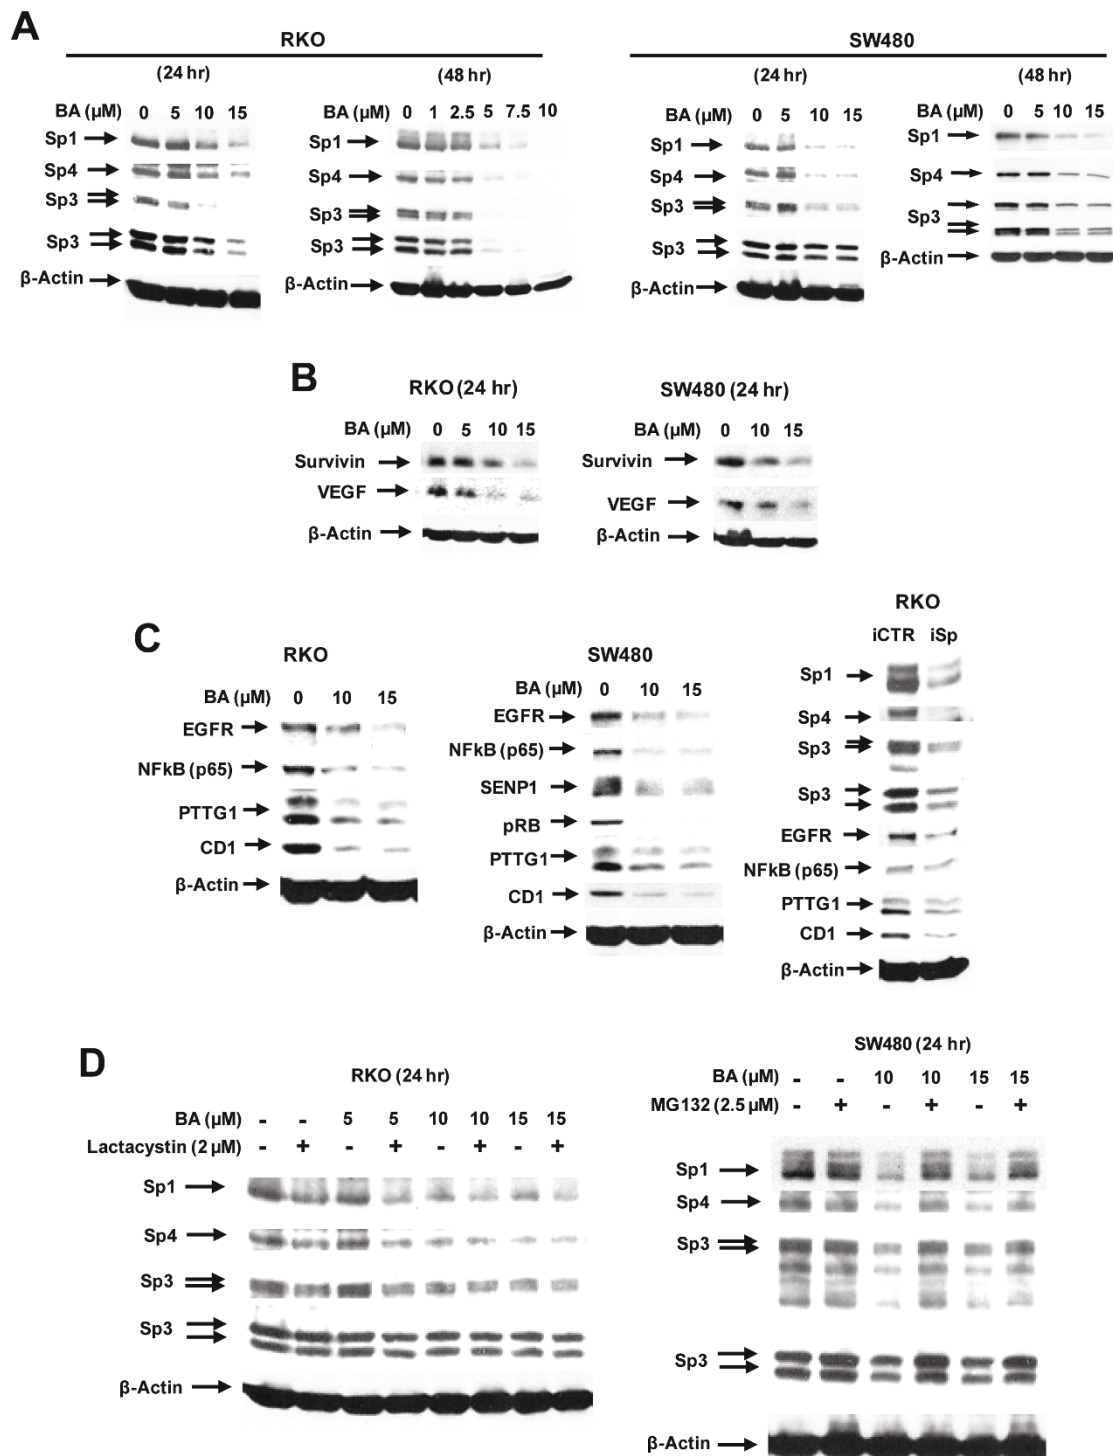 A
RKO
SW480
(24 hr)
(48 hr)
(24 hr)
(48 hr)
BA (µM) 0 5 10 15
BA (µM) 0 1 2.5 5 7.5 10
BA (µM) 0 5 10 15
BA (µM) 0 5 10 15
Sp1
Sp4
Sp3
Sp3
β-Actin
Sp1
Sp4
Sp3
Sp3
β-Actin
Sp1
Sp4
Sp3
Sp3
β-Actin
Sp1
Sp4
Sp3
β-Actin
B
RKO (24 hr)
BA (µM) 0 5 10 15
Survivin
VEGF
β-Actin
SW480 (24 hr)
BA (µM) 0 10 15
Survivin
VEGF
β-Actin
C
RKO
BA (µM) 0 10 15
EGFR
NFkB (p65)
PTTG1
CD1
β-Actin
SW480
BA (µM) 0 10 15
EGFR
NFkB (p65)
SENP1
pRB
PTTG1
CD1
β-Actin
RKO
iCTR iSp
Sp1
Sp4
Sp3
Sp3
EGFR
NFkB (p65)
PTTG1
CD1
β-Actin
D
RKO (24 hr)
BA (µM) - - 5 5 10 10 15 15
Lactacystin (2 µM) - + - + - + - +
Sp1
Sp4
Sp3
Sp3
β-Actin
SW480 (24 hr)
BA (µM) - - 10 10 15 15
MG132 (2.5 µM) - + - + - +
Sp1
Sp4
Sp3
Sp3
β-Actin